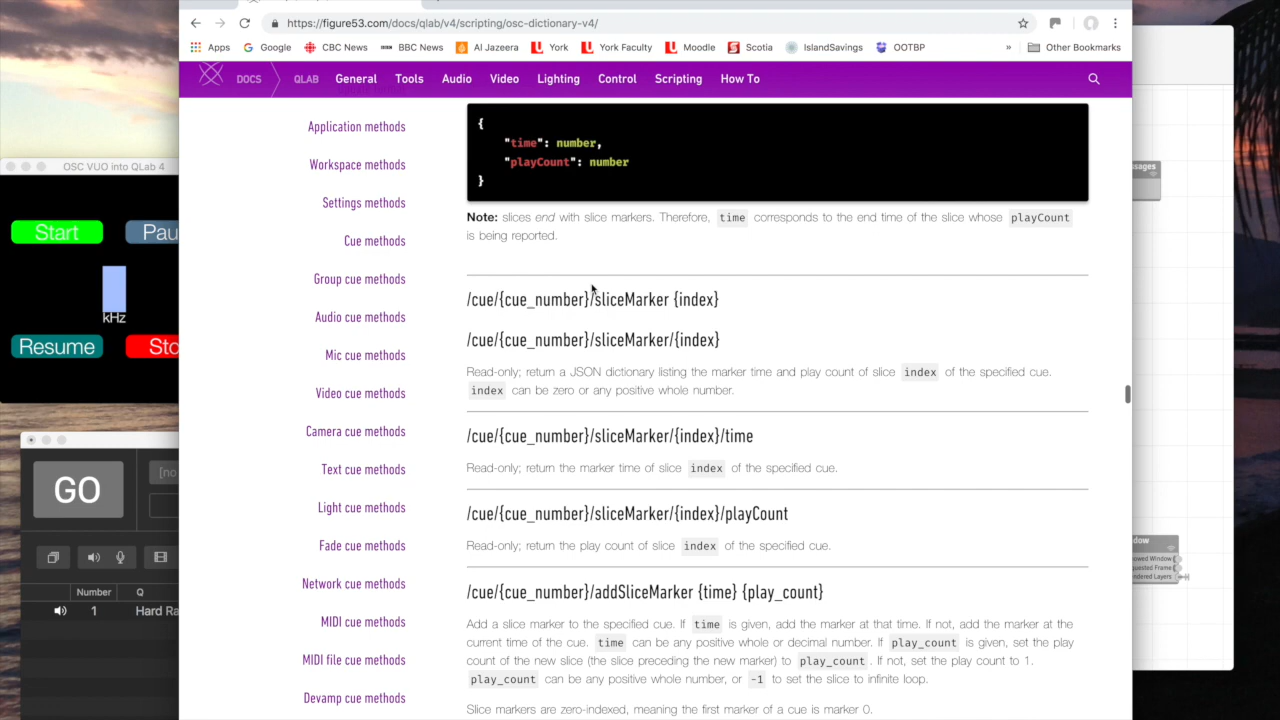 https://figure53.com/docs/qlab/v4/scripting/osc-dictionary-v4/
Apps Google CBC News BBC News Al Jazeera York York Faculty Moodle Scotia IslandSavings OOTBP » Other Bookmarks
DOCS QLAB General Tools Audio Video Lighting Control Scripting How To
Application methods
Workspace methods
Settings methods
Cue methods
Group cue methods
Audio cue methods
Mic cue methods
Video cue methods
Camera cue methods
Text cue methods
Light cue methods
Fade cue methods
Network cue methods
MIDI cue methods
MIDI file cue methods
Devamp cue methods
{
"time": number,
"playCount": number
}
Note: slices end with slice markers. Therefore, time corresponds to the end time of the slice whose playCount
is being reported.
/cue/{cue_number}/sliceMarker {index}
/cue/{cue_number}/sliceMarker/{index}
Read-only; return a JSON dictionary listing the marker time and play count of slice index of the specified cue.
index can be zero or any positive whole number.
/cue/{cue_number}/sliceMarker/{index}/time
Read-only; return the marker time of slice index of the specified cue.
/cue/{cue_number}/sliceMarker/{index}/playCount
Read-only; return the play count of slice index of the specified cue.
/cue/{cue_number}/addSliceMarker {time} {play_count}
Add a slice marker to the specified cue. If time is given, add the marker at that time. If not, add the marker at the
current time of the cue. time can be any positive whole or decimal number. If play_count is given, set the play
count of the new slice (the slice preceding the new marker) to play_count. If not, set the play count to 1.
play_count can be any positive whole number, or -1 to set the slice to infinite loop.
Slice markers are zero-indexed, meaning the first marker of a cue is marker 0.
OSC VUO into QLab 4
Start Pau
kHz
Resume Sto
GO
[no
Number Q
1 Hard Ra
ssages
dow
owed Window
quested Frame
ndered Layers